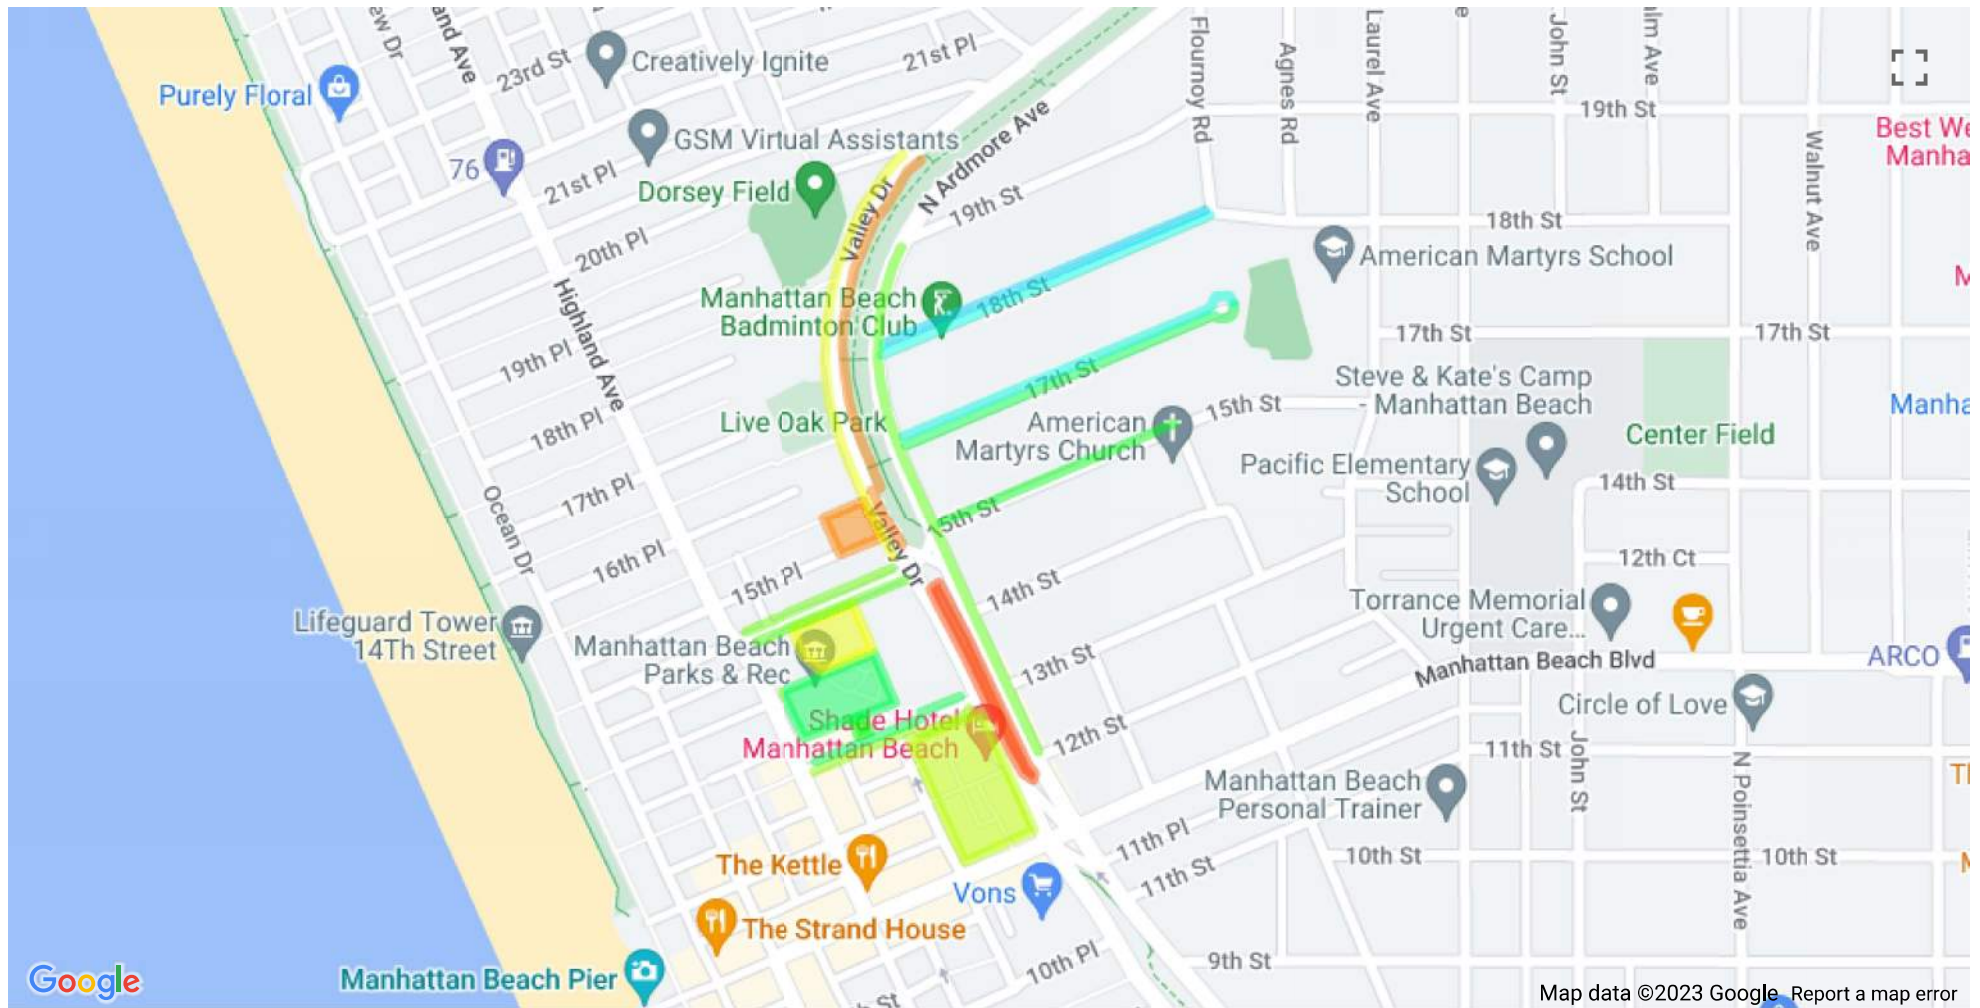 ew Dr
and Ave
23rd St
Creatively Ignite
21st Pl
Flournoy Rd
Agnes Rd
Laurel Ave
John St
alm Ave
Purely Floral
19th St
N Ardmore Ave
Best We
Manha
GSM Virtual Assistants
76
21st Pl
Dorsey Field
Valley Dr
19th St
Walnut Ave
18th St
20th Pl
American Martyrs School
Highland Ave
Manhattan Beach
Badminton Club
18th St
17th St
17th St
19th Pl
17th St
Steve & Kate's Camp
- Manhattan Beach
Manha
Live Oak Park
18th Pl
American
Martyrs Church
15th St
Center Field
Pacific Elementary
School
14th St
17th Pl
Ocean Dr
15th St
Valley Dr
16th Pl
12th Ct
15th Pl
14th St
Lifeguard Tower
14Th Street
Torrance Memorial
Urgent Care...
Manhattan Beach
Parks & Rec
13th St
Manhattan Beach Blvd
ARCO
Shade Hotel
Manhattan Beach
12th St
Circle of Love
11th St
John St
N Poinsettia Ave
Manhattan Beach
Personal Trainer
The Kettle
11th Pl
10th St
10th St
Vons
11th St
The Strand House
10th Pl
9th St
Manhattan Beach Pier
Google
Map data ©2023 Google
Report a map error